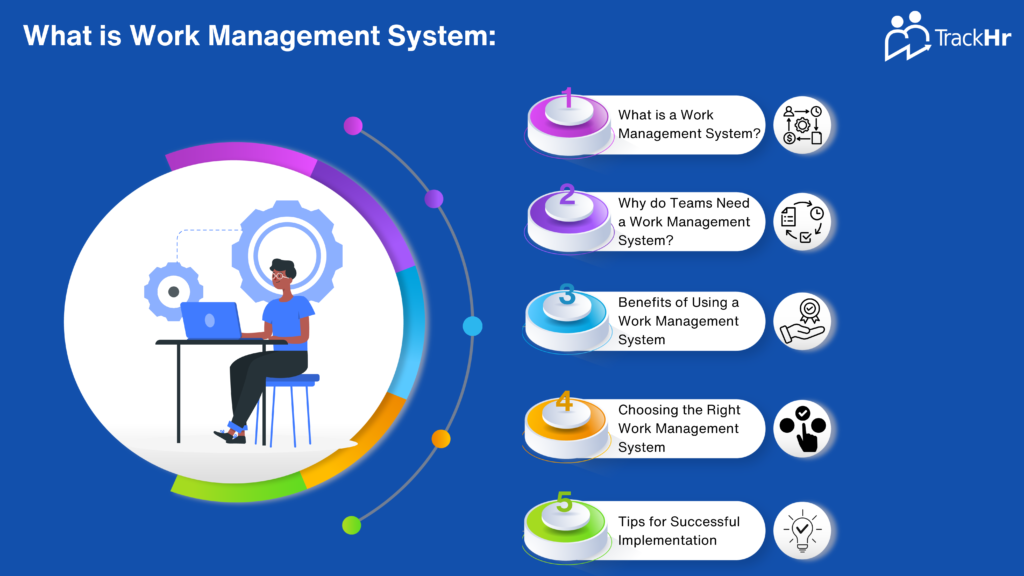 What is Work Management System:
TrackHr
1
What is a Work
Management System?
2
Why do Teams Need
a Work Management
System?
3
Benefits of Using a
Work Management
System
4
Choosing the Right
Work Management
System
5
Tips for Successful
Implementation